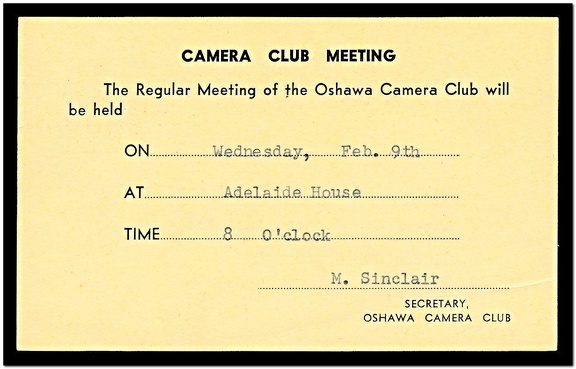 CAMERA CLUB MEETING
The Regular Meeting of the Oshawa Camera Club will
be held
ON Wednesday, Feb. 9th
AT Adelaide House
TIME 8 O'clock
M. Sinclair
SECRETARY,
OSHAWA CAMERA CLUB